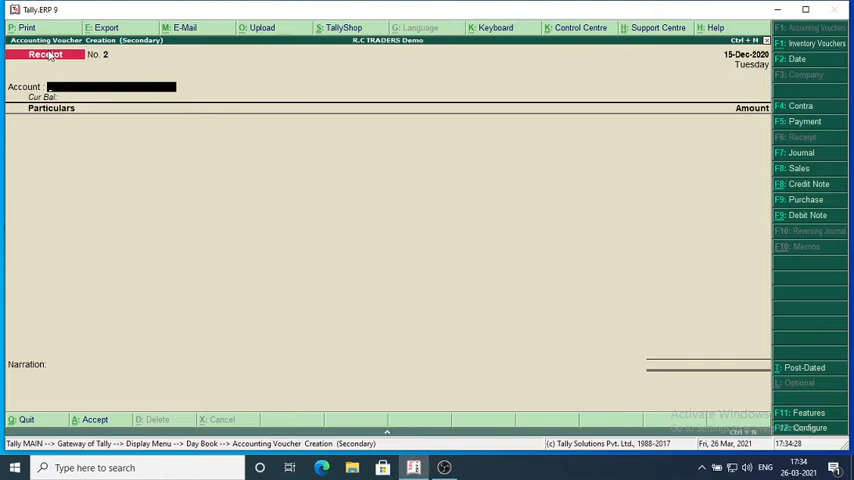 Tally.ERP 9
P: Print E: Export M: E-Mail O: Upload S: TallyShop G: Language K: Keyboard K: Control Centre H: Support Centre H: Help
Accounting Voucher Creation (Secondary) R.C TRADERS Demo Ctrl + M
Receipt No. 2 15-Dec-2020
Tuesday
Account :
Cur Bal:
Particulars Amount
Narration:
F1: Accounting Vouchers
F1: Inventory Vouchers
F2: Date
F3: Company
F4: Contra
F5: Payment
F6: Receipt
F7: Journal
F8: Sales
F8: Credit Note
F9: Purchase
F9: Debit Note
F10: Reversing Journal
F10: Memos
T: Post-Dated
L: Optional
F11: Features
F12: Configure
Activate Windows
Q: Quit A: Accept D: Delete X: Cancel
Ctrl + N
Tally MAIN --> Gateway of Tally --> Display Menu --> Day Book --> Accounting Voucher Creation (Secondary) (c) Tally Solutions Pvt. Ltd., 1988-2017 Fri, 26 Mar, 2021 17:34:28
Type here to search ENG 17:34
26-03-2021